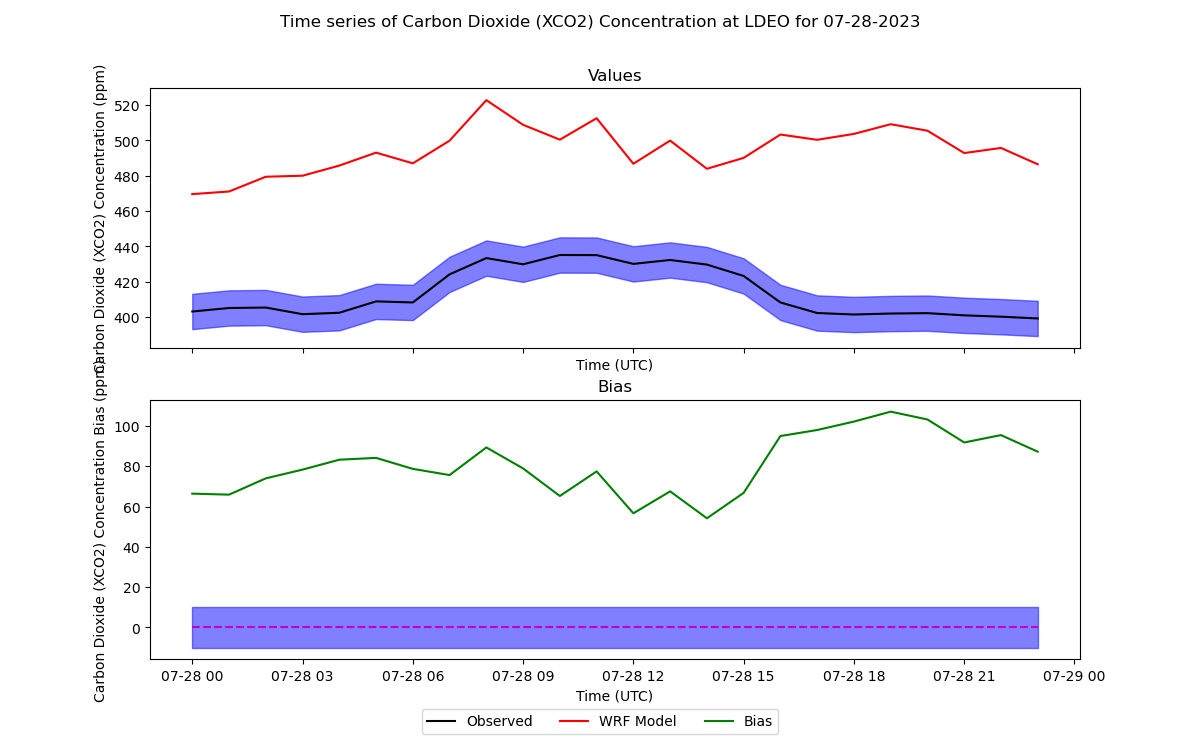 Time series of Carbon Dioxide (XCO2) Concentration at LDEO for 07-28-2023
Values
Carbon Dioxide (XCO2) Concentration (ppm)
520
500
480
460
440
420
400
Time (UTC)
Bias
Carbon Dioxide (XCO2) Concentration Bias (ppm)
100
80
60
40
20
0
07-28 00 07-28 03 07-28 06 07-28 09 07-28 12 07-28 15 07-28 18 07-28 21 07-29 00
Time (UTC)
Observed WRF Model Bias